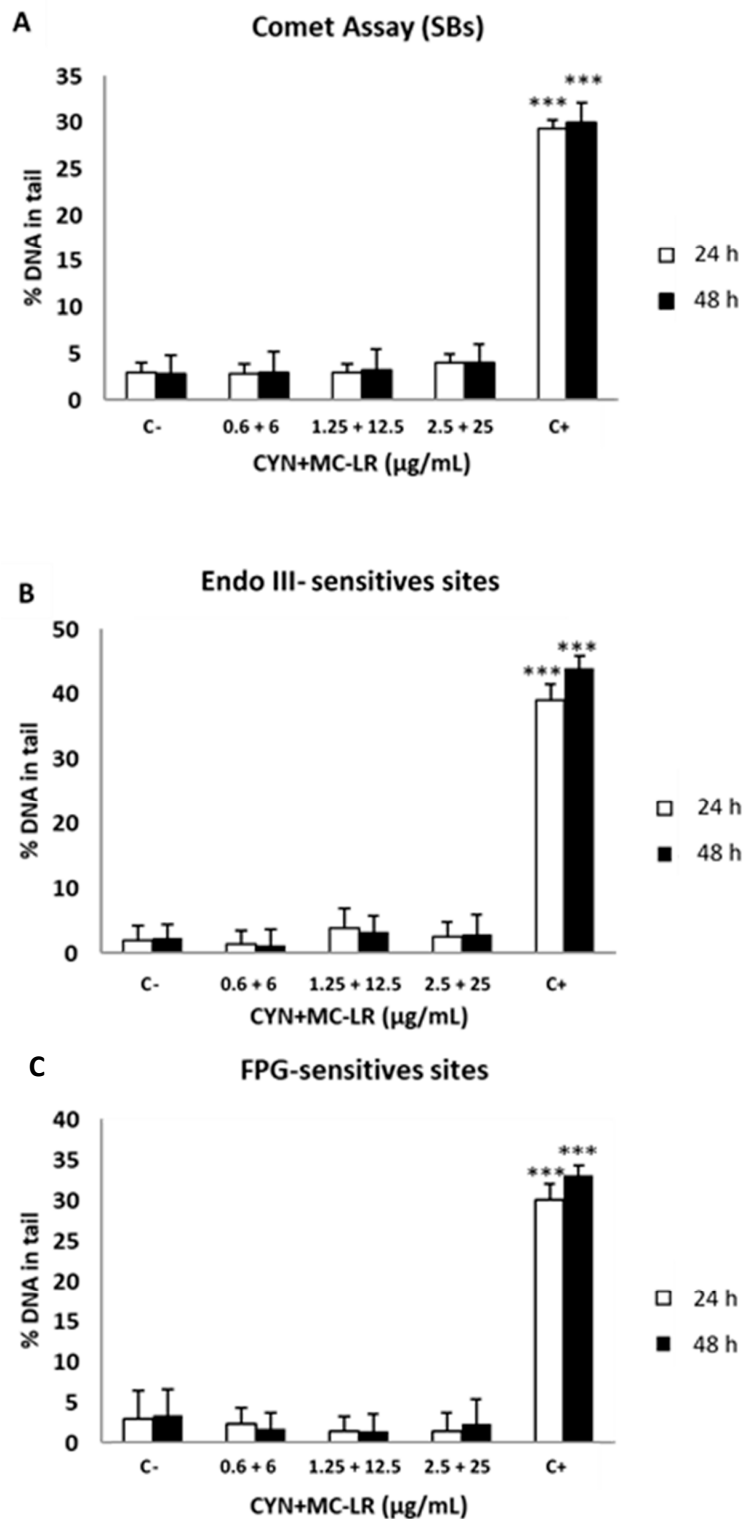 A
Comet Assay (SBs)
*** ***
35
30
25
20
15
10
5
0
% DNA in tail
24 h
48 h
C- 0.6 + 6 1.25 + 12.5 2.5 + 25 C+
CYN+MC-LR (µg/mL)
B
Endo III- sensitives sites
*** ***
50
40
30
20
10
0
% DNA in tail
24 h
48 h
C- 0.6 + 6 1.25 + 12.5 2.5 + 25 C+
CYN+MC-LR (µg/mL)
C
FPG-sensitives sites
*** ***
40
35
30
25
20
15
10
5
0
% DNA in tail
24 h
48 h
C- 0.6 + 6 1.25 + 12.5 2.5 + 25 C+
CYN+MC-LR (µg/mL)